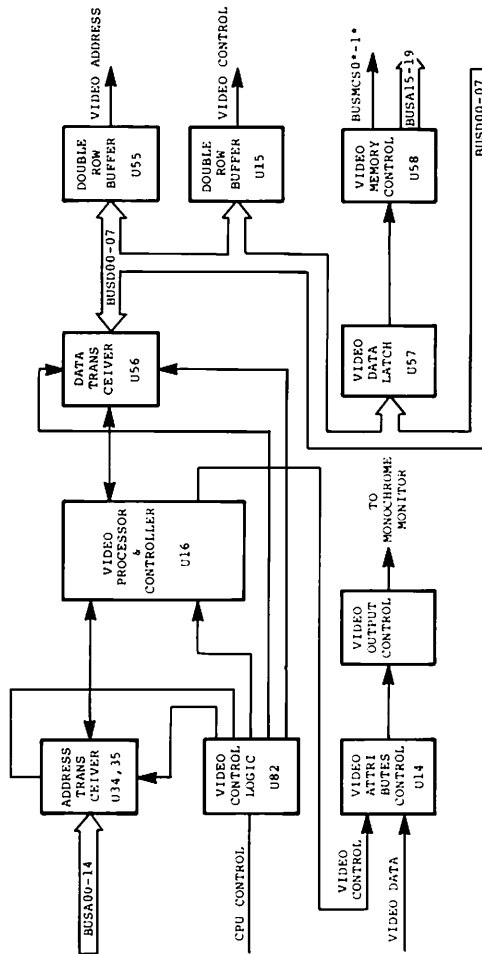 BUSA00-14
ADDRESS
TRANS
CEIVER
U34,35
VIDEO
PROCESSOR
&
CONTROLLER
U16
DATA
TRANS
CEIVER
U56
BUSD00-07
DOUBLE
ROW
BUFFER
U55
VIDEO ADDRESS
DOUBLE
ROW
BUFFER
U15
VIDEO CONTROL
CPU CONTROL
VIDEO
CONTROL
LOGIC
U82
VIDEO
CONTROL
VIDEO DATA
VIDEO
ATTRI
BUTES
CONTROL
U14
VIDEO
OUTPUT
CONTROL
TO
MONOCHROME
MONITOR
VIDEO
DATA
LATCH
U57
VIDEO
MEMORY
CONTROL
U58
BUSMCS0*-1*
BUSA15-19
BUSD00-07